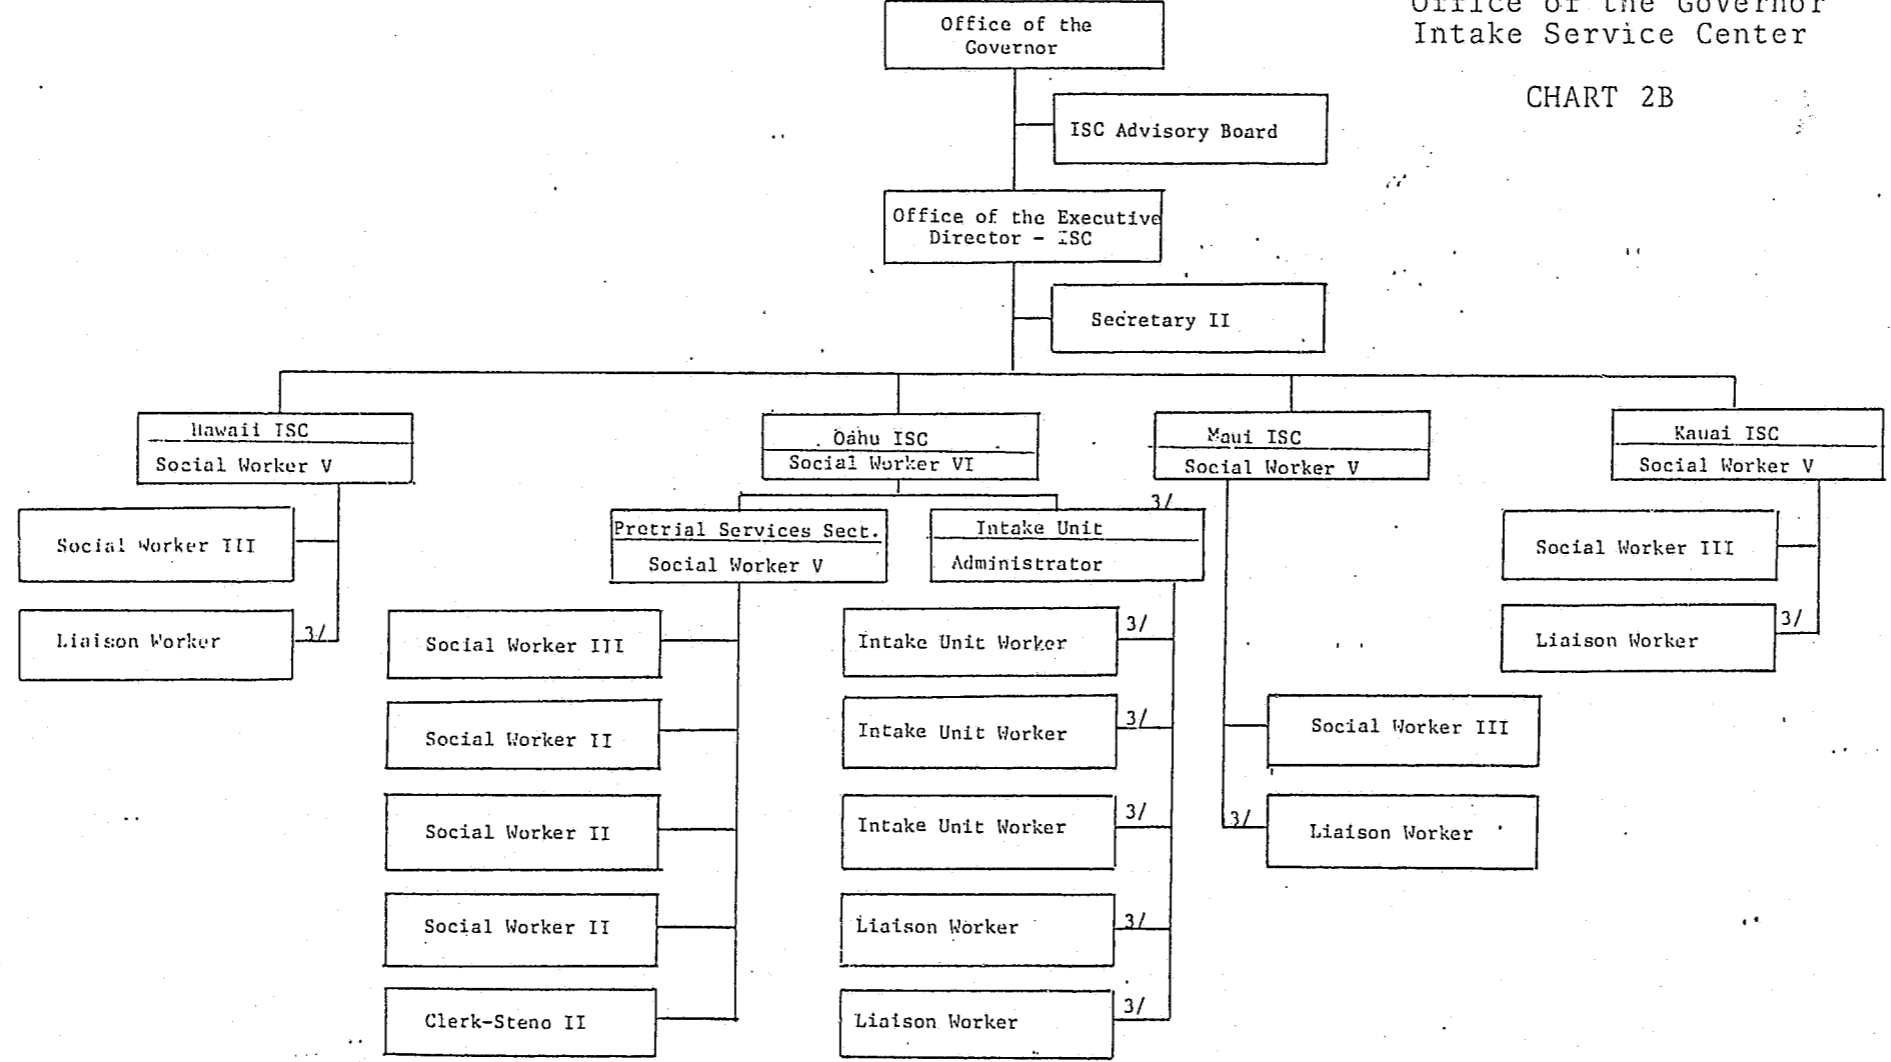 Office of the Governor
Intake Service Center
CHART 2B
Office of the
Governor
ISC Advisory Board
Office of the Executive
Director - ISC
Secretary II
Hawaii ISC
Social Worker V
Oahu ISC
Social Worker VI
Maui ISC
Social Worker V
Kauai ISC
Social Worker V
Social Worker III
Liaison Worker
3/
Pretrial Services Sect.
Social Worker V
3/
Intake Unit
Administrator
Social Worker III
Social Worker II
Social Worker II
Social Worker II
Clerk-Steno II
Intake Unit Worker
3/
Intake Unit Worker
3/
Intake Unit Worker
3/
Liaison Worker
3/
Liaison Worker
3/
Social Worker III
3/
Liaison Worker
Social Worker III
Liaison Worker
3/